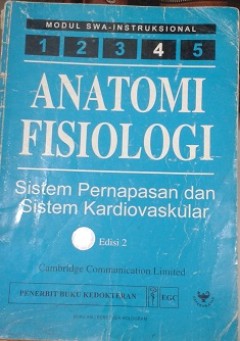 MODUL SWA-INSTRUKSIONAL
1 2 3 4 5
ANATOMI
FISIOLOGI
Sistem Pernapasan dan
Sistem Kardiovaskular
Edisi 2
Cambridge Communication Limited
PENERBIT BUKU KEDOKTERAN EGC